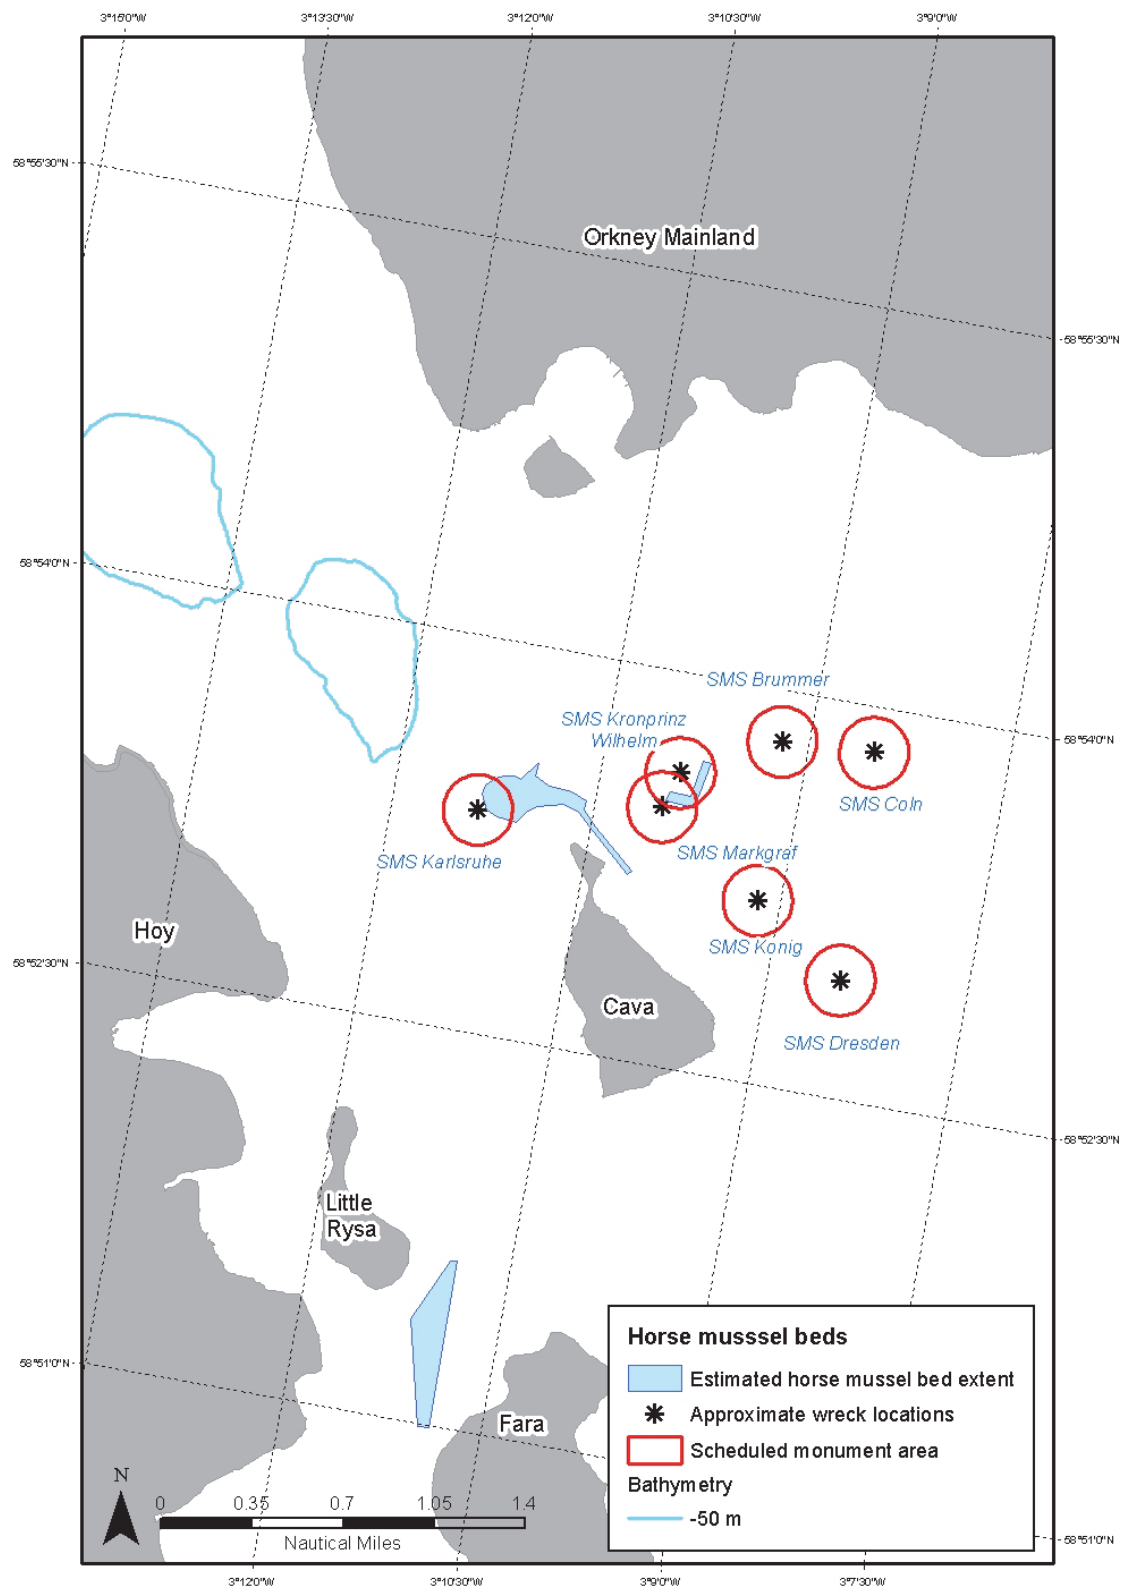 3°15'0"W
3°13'30"W
3°12'0"W
3°10'30"W
3°9'0"W
58°55'30"N
Orkney Mainland
58°55'30"N
58°54'0"N
SMS Brummer
SMS Kronprinz
Wilhelm
58°54'0"N
SMS Coln
SMS Karlsruhe
SMS Markgraf
Hoy
SMS Konig
58°52'30"N
Cava
SMS Dresden
58°52'30"N
Little
Rysa
Horse musssel beds
58°51'0"N
Estimated horse mussel bed extent
Approximate wreck locations
Fara
Scheduled monument area
Bathymetry
-50 m
N
0
0.35
0.7
1.05
1.4
Nautical Miles
58°51'0"N
3°12'0"W
3°10'30"W
3°9'0"W
3°7'30"W